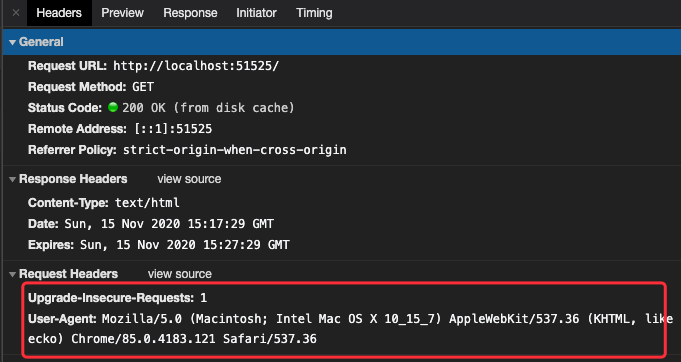 × Headers Preview Response Initiator Timing
▼ General
Request URL: http://localhost:51525/
Request Method: GET
Status Code: 200 OK (from disk cache)
Remote Address: [::1]:51525
Referrer Policy: strict-origin-when-cross-origin
▼ Response Headers view source
Content-Type: text/html
Date: Sun, 15 Nov 2020 15:17:29 GMT
Expires: Sun, 15 Nov 2020 15:27:29 GMT
▼ Request Headers view source
Upgrade-Insecure-Requests: 1
User-Agent: Mozilla/5.0 (Macintosh; Intel Mac OS X 10_15_7) AppleWebKit/537.36 (KHTML, like
ecko) Chrome/85.0.4183.121 Safari/537.36